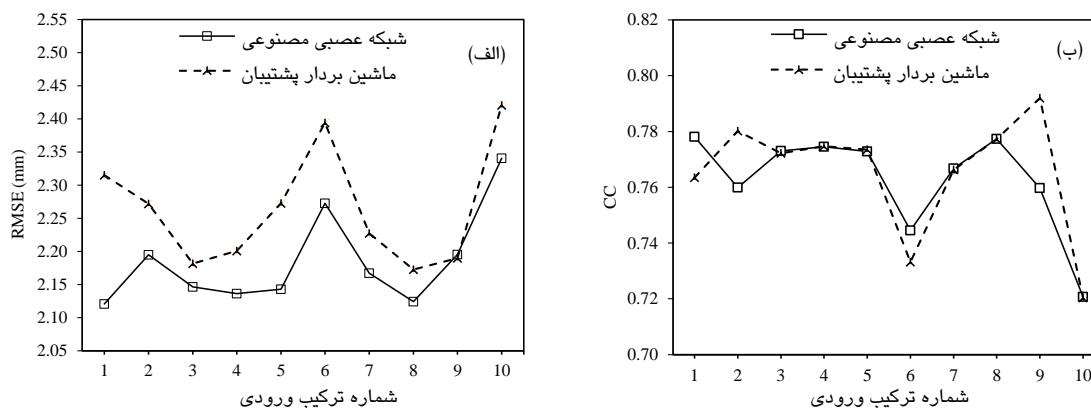 (الف)
شبکه عصبی مصنوعی
ماشین بردار پشتیبان
RMSE (mm)
2.55
2.50
2.45
2.40
2.35
2.30
2.25
2.20
2.15
2.10
2.05
1 2 3 4 5 6 7 8 9 10
شماره ترکیب ورودی
(ب)
شبکه عصبی مصنوعی
ماشین بردار پشتیبان
CC
0.82
0.80
0.78
0.76
0.74
0.72
0.70
1 2 3 4 5 6 7 8 9 10
شماره ترکیب ورودی